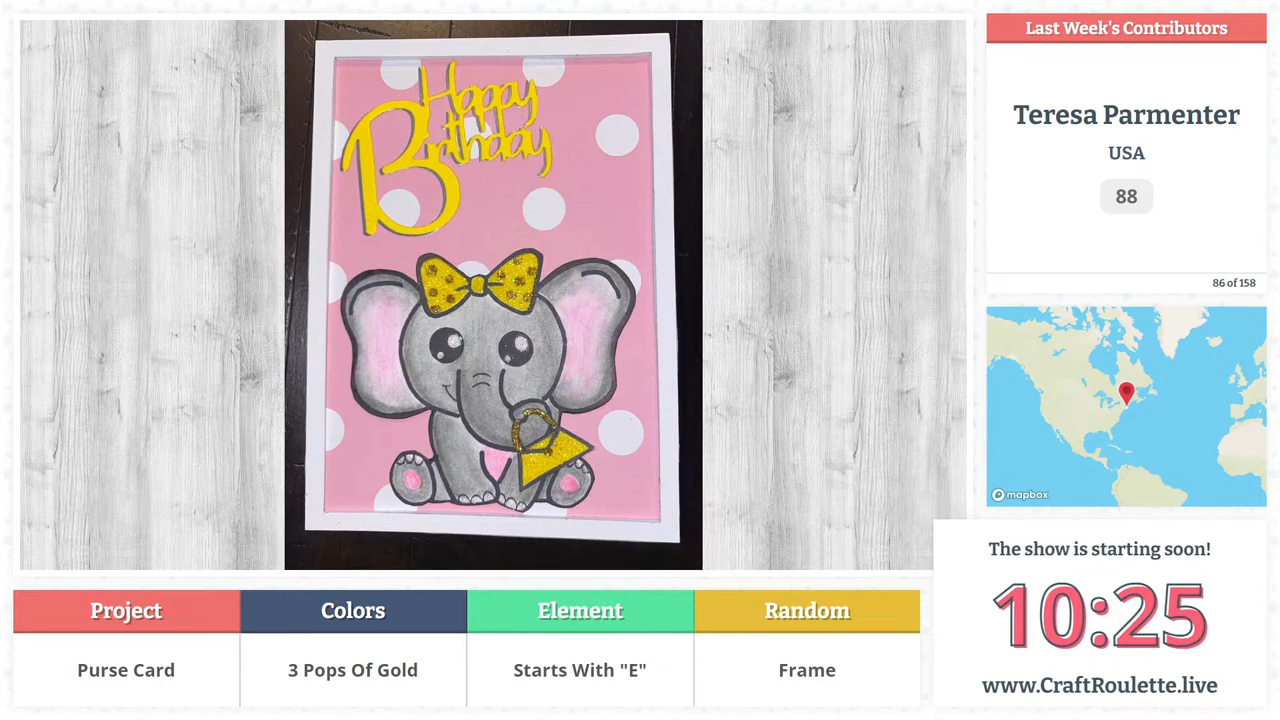 Happy
Birthday
Last Week's Contributors
Teresa Parmenter
USA
88
86 of 158
mapbox
The show is starting soon!
10:25
www.CraftRoulette.live
Project
Colors
Element
Random
Purse Card
3 Pops Of Gold
Starts With "E"
Frame